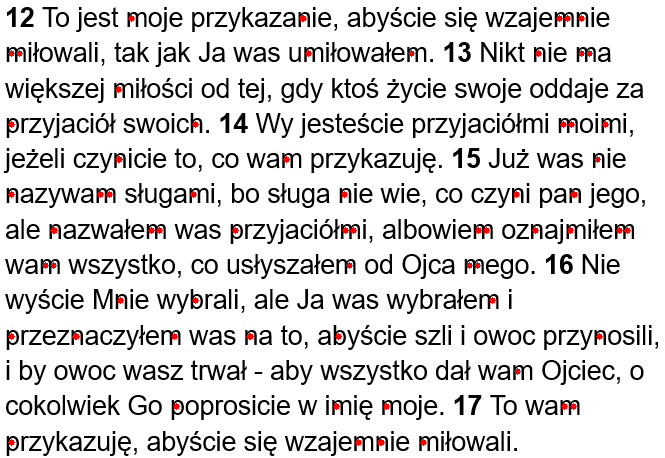 12 To jest moje przykazanie, abyście się wzajemnie
miłowali, tak jak Ja was umiłowałem. 13 Nikt nie ma
większej miłości od tej, gdy ktoś życie swoje oddaje za
przyjaciół swoich. 14 Wy jesteście przyjaciółmi moimi,
jeżeli czynicie to, co wam przykazuję. 15 Już was nie
nazywam sługami, bo sługa nie wie, co czyni pan jego,
ale nazwałem was przyjaciółmi, albowiem oznajmiłem
wam wszystko, co usłyszałem od Ojca mego. 16 Nie
wyście Mnie wybrali, ale Ja was wybrałem i
przeznaczyłem was na to, abyście szli i owoc przynosili,
i by owoc wasz trwał - aby wszystko dał wam Ojciec, o
cokolwiek Go poprosicie w imię moje. 17 To wam
przykazuję, abyście się wzajemnie miłowali.